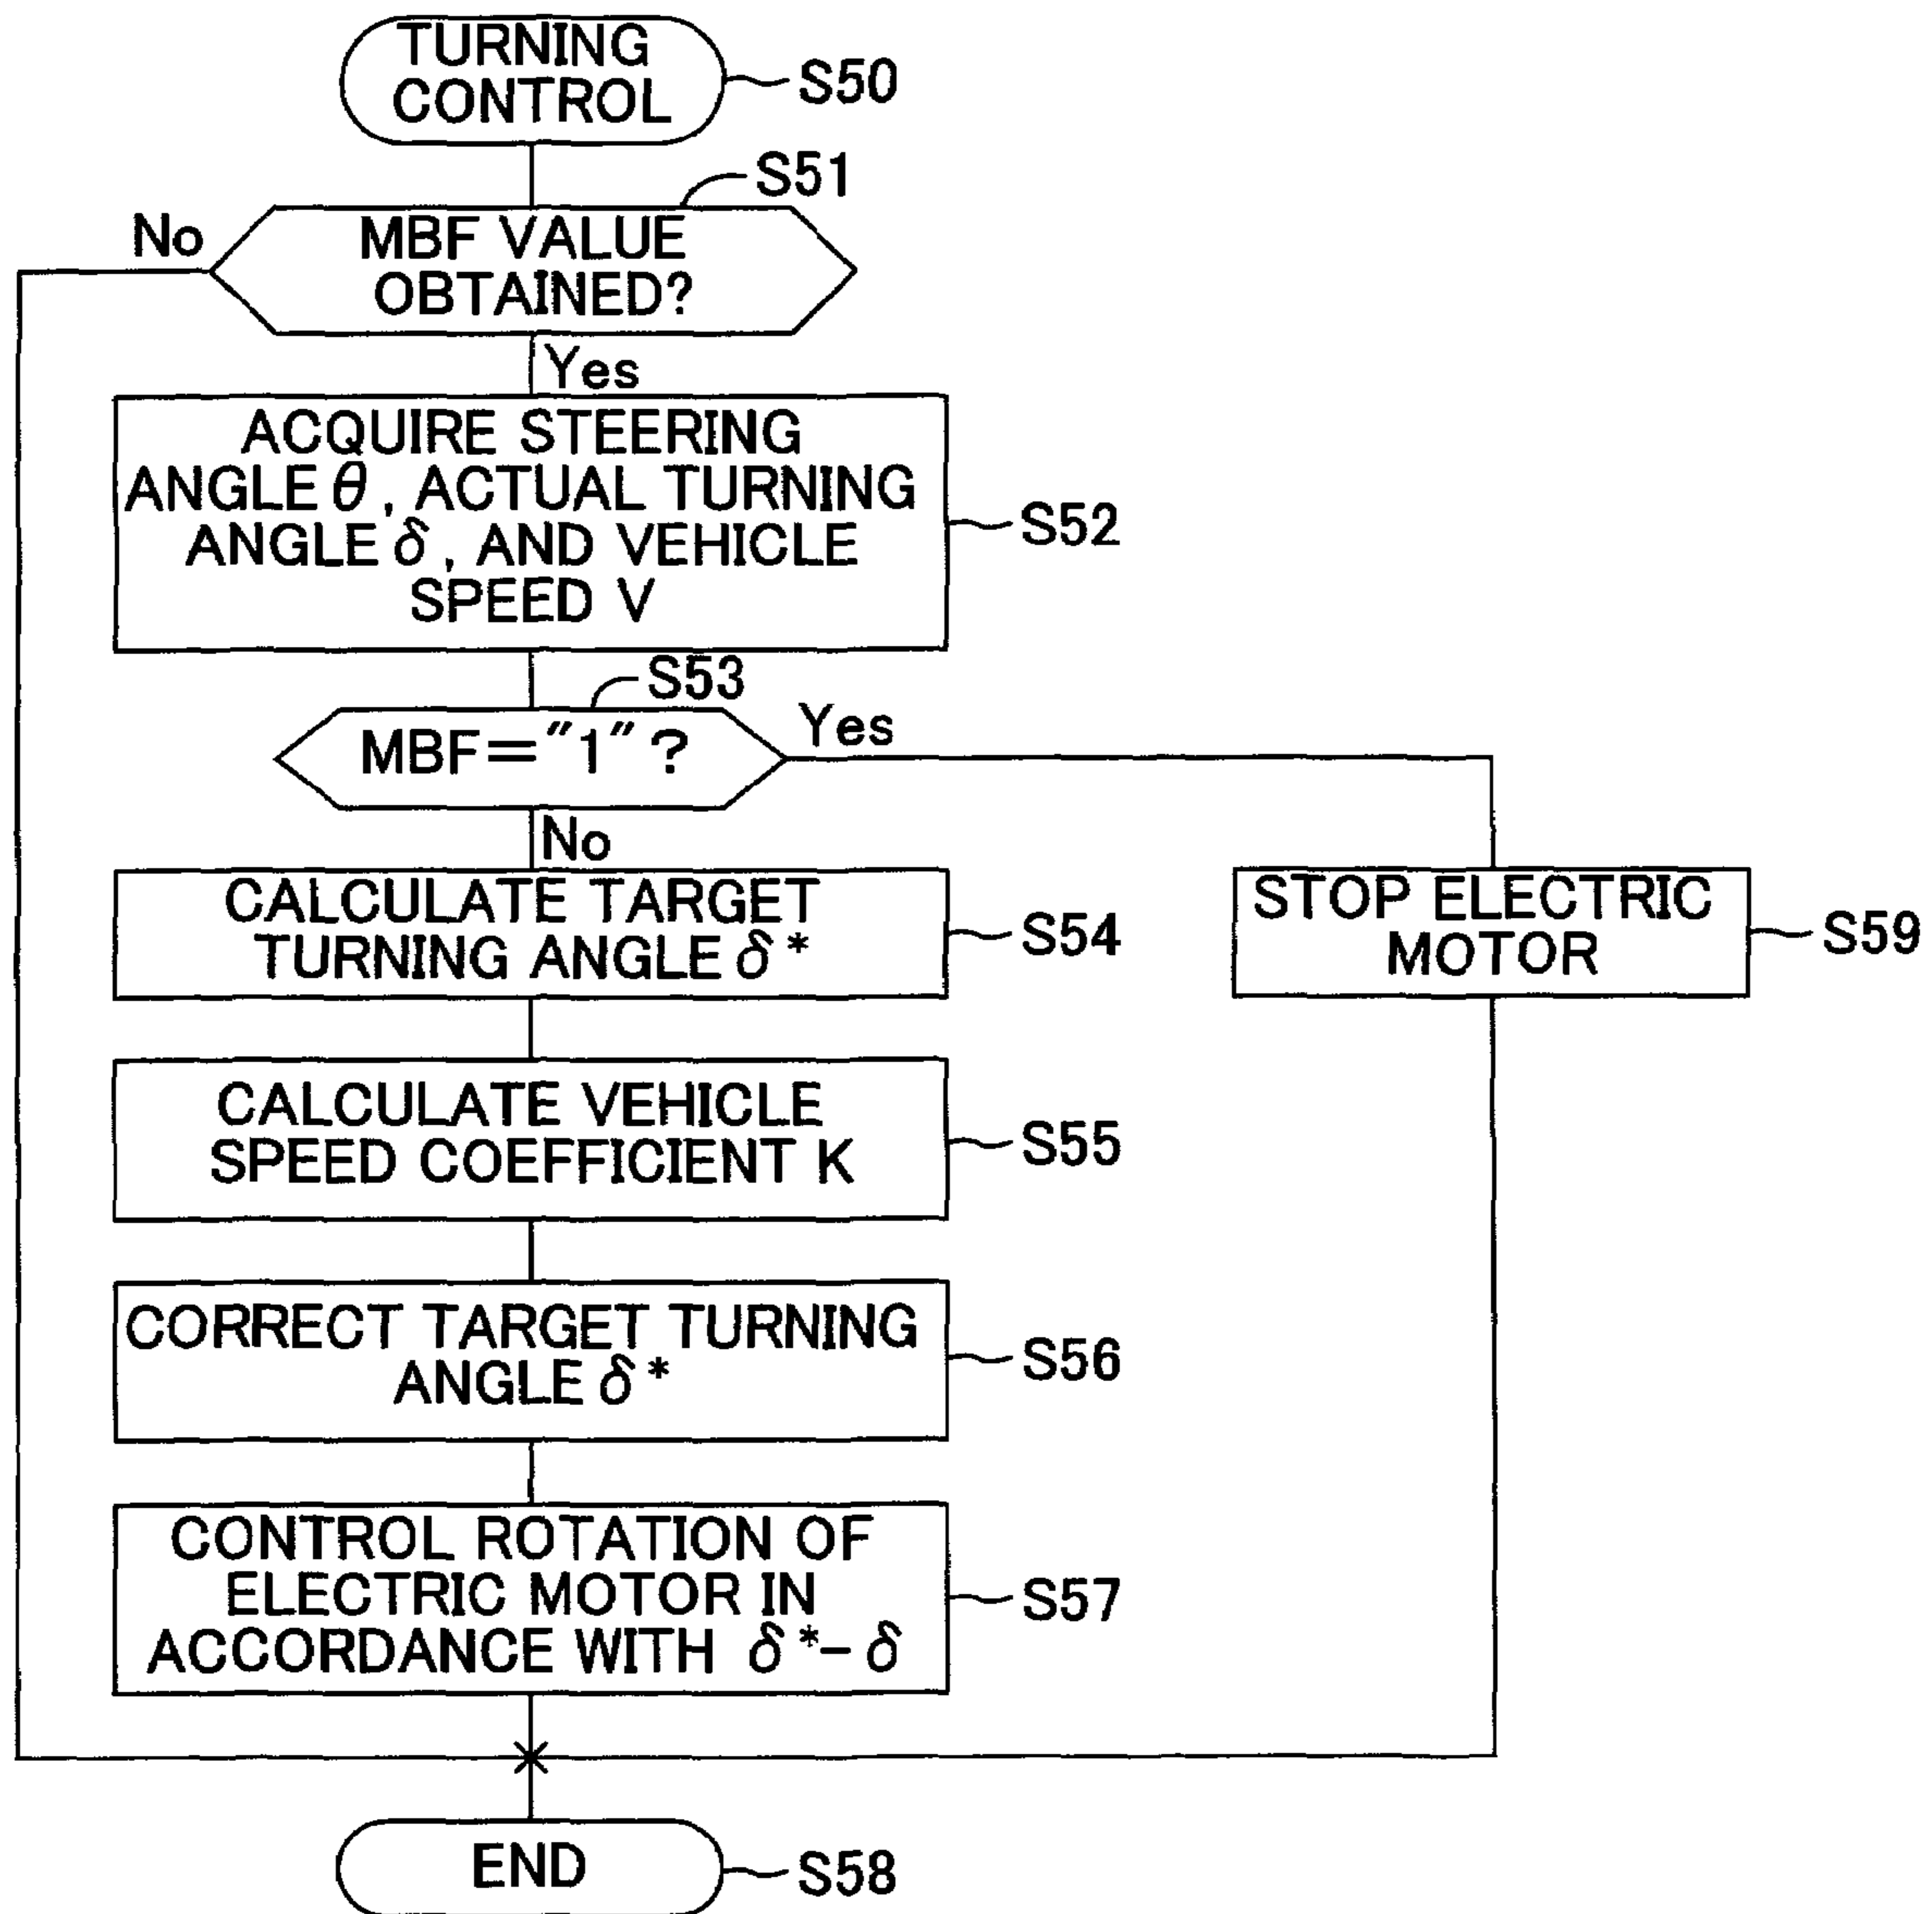 TURNING
CONTROL
S50
S51
No
MBF VALUE
OBTAINED?
Yes
ACQUIRE STEERING
ANGLE θ, ACTUAL TURNING
ANGLE δ, AND VEHICLE
SPEED V
S52
S53
MBF="1"?
Yes
No
CALCULATE TARGET
TURNING ANGLE δ*
S54
STOP ELECTRIC
MOTOR
S59
CALCULATE VEHICLE
SPEED COEFFICIENT K
S55
CORRECT TARGET TURNING
ANGLE δ*
S56
CONTROL ROTATION OF
ELECTRIC MOTOR IN
ACCORDANCE WITH δ*-δ
S57
END
S58